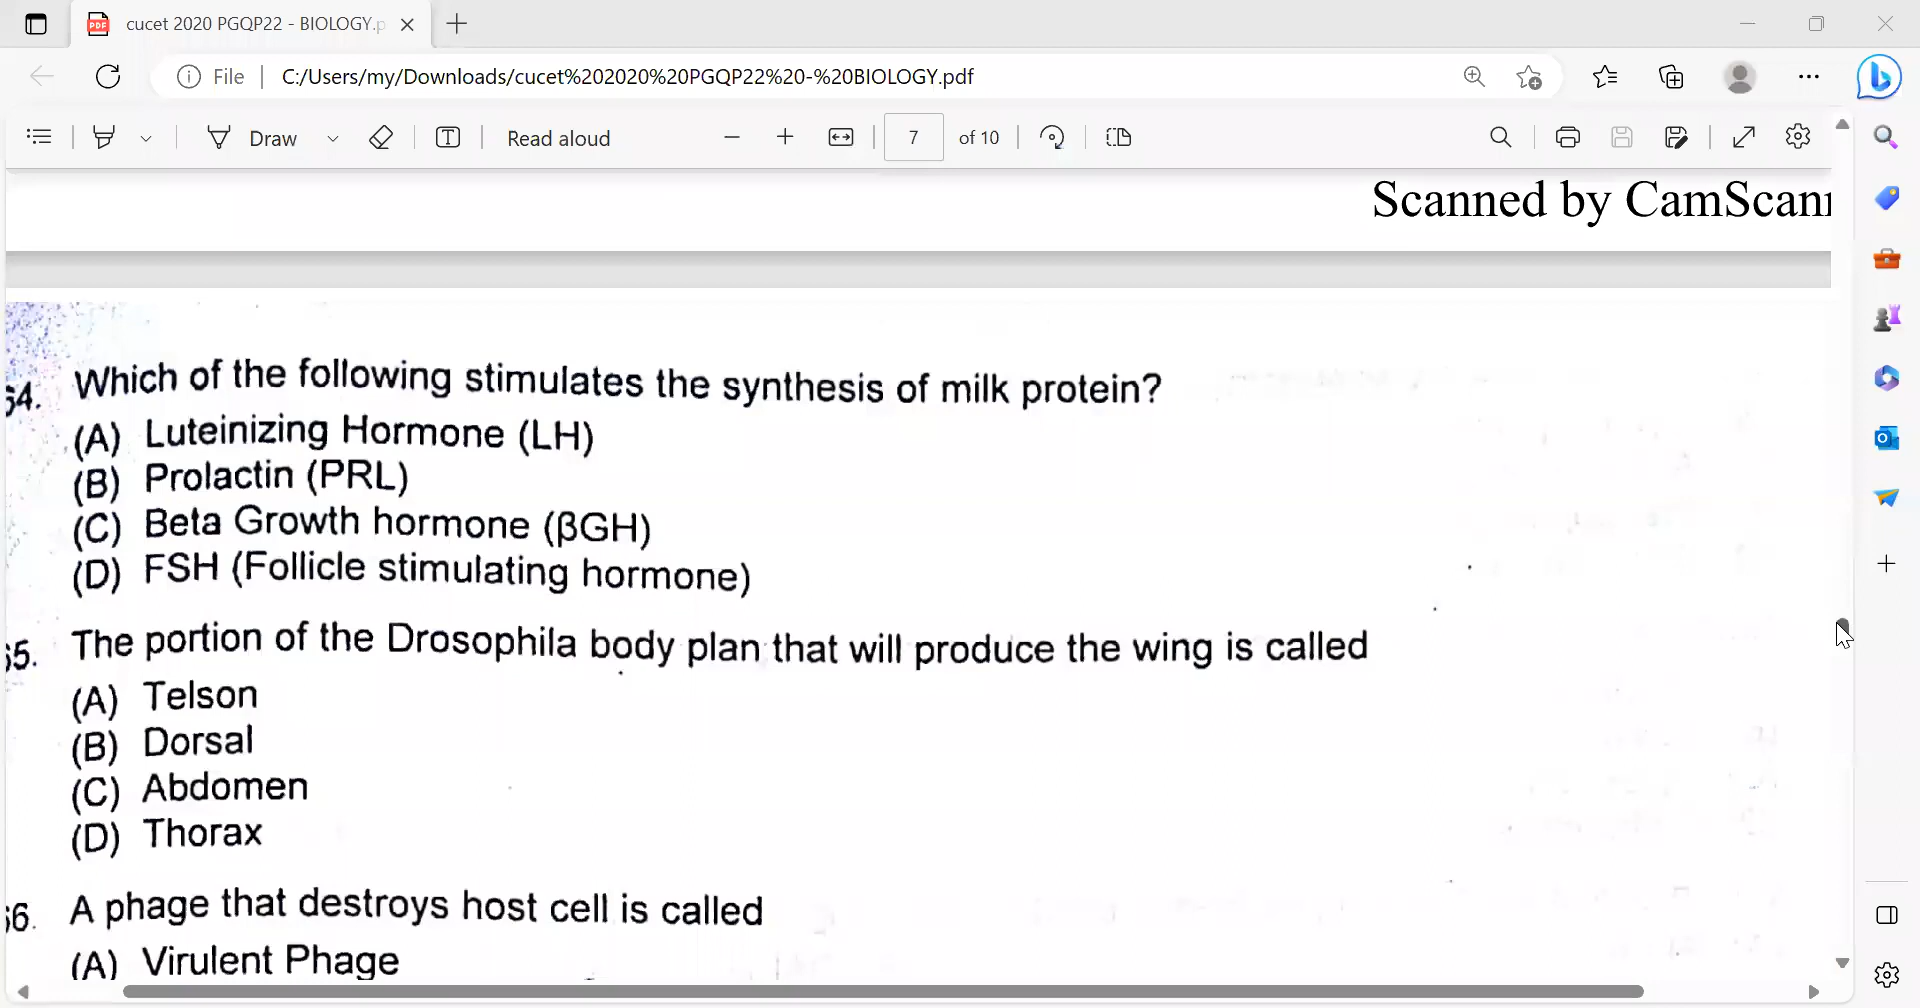 cucet 2020 PGQP22 - BIOLOGY.p
File
C:/Users/my/Downloads/cucet%202020%20PGQP22%20-%20BIOLOGY.pdf
Draw
Read aloud
7 of 10
Scanned by CamScan
64. Which of the following stimulates the synthesis of milk protein?
(A) Luteinizing Hormone (LH)
(B) Prolactin (PRL)
(C) Beta Growth hormone (βGH)
(D) FSH (Follicle stimulating hormone)
65. The portion of the Drosophila body plan that will produce the wing is called
(A) Telson
(B) Dorsal
(C) Abdomen
(D) Thorax
66. A phage that destroys host cell is called
(A) Virulent Phage